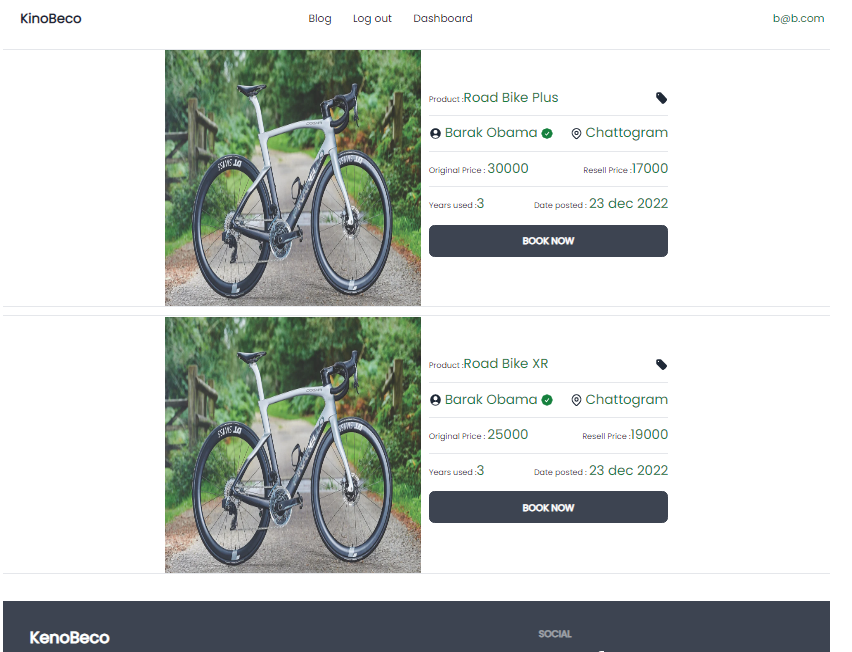 KinoBeco Blog Log out Dashboard b@b.com
Product :Road Bike Plus
Barak Obama Chattogram
Original Price : 30000 Resell Price :17000
Years used :3 Date posted : 23 dec 2022
BOOK NOW
Product :Road Bike XR
Barak Obama Chattogram
Original Price : 25000 Resell Price :19000
Years used :3 Date posted : 23 dec 2022
BOOK NOW
KenoBeco SOCIAL